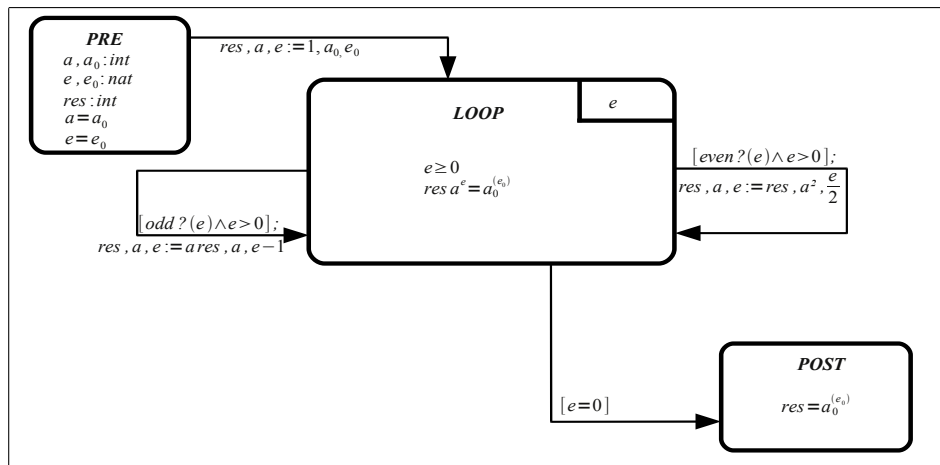 PRE
a , a₀ : int
e , e₀ : nat
res : int
a = a₀
e = e₀
res , a , e := 1 , a₀, e₀
LOOP
e
e ≥ 0
res aᵉ = a₀^(e₀)
[even ? (e) ∧ e > 0] ;
res , a , e := res , a² , e/2
[odd ? (e) ∧ e > 0] ;
res , a , e := a res , a , e − 1
POST
res = a₀^(e₀)
[e = 0]